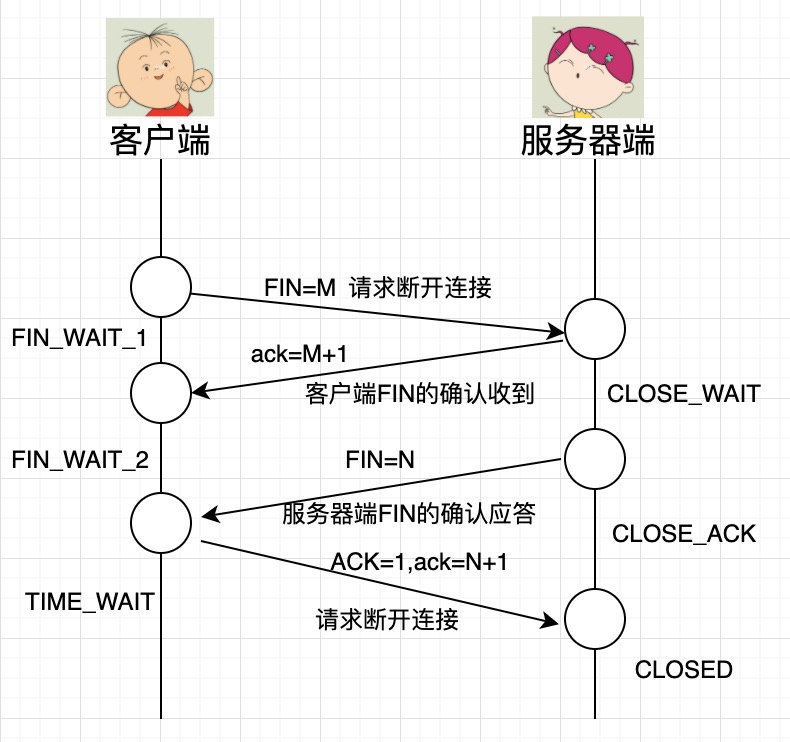 客户端
服务器端
FIN=M 请求断开连接
FIN_WAIT_1
ack=M+1
客户端FIN的确认收到
CLOSE_WAIT
FIN_WAIT_2
FIN=N
服务器端FIN的确认应答
CLOSE_ACK
ACK=1,ack=N+1
TIME_WAIT
请求断开连接
CLOSED